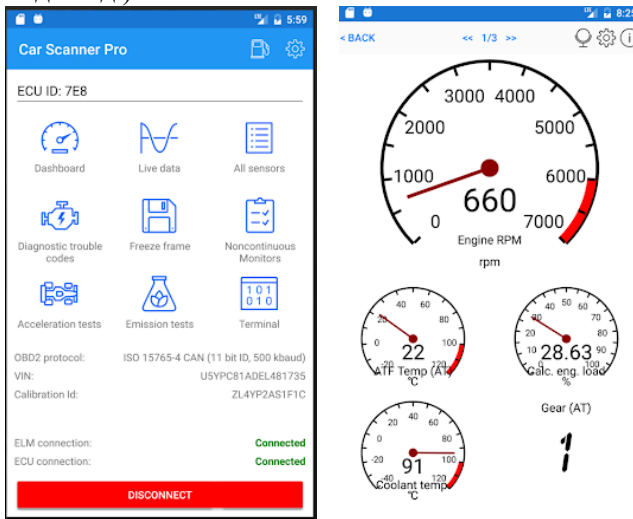 5:59
Car Scanner Pro
ECU ID: 7E8
Dashboard
Live data
All sensors
Diagnostic trouble
codes
Freeze frame
Noncontinuous
Monitors
Acceleration tests
Emission tests
101
010
Terminal
OBD2 protocol: ISO 15765-4 CAN (11 bit ID, 500 kbaud)
VIN: U5YPC81ADEL481735
Calibration Id: ZL4YP2AS1F1C
ELM connection: Connected
ECU connection: Connected
DISCONNECT
< BACK
<< 1/3 >>
0
1000
2000
3000
4000
5000
6000
7000
660
Engine RPM
rpm
-20
0
20
40
60
80
100
120
22
ATF Temp (AT)
℃
10
20
30
40
50
60
70
80
90
28.63
Calc. eng. load
%
-40
-20
0
20
40
60
80
100
120
91
Coolant temp
℃
Gear (AT)
1